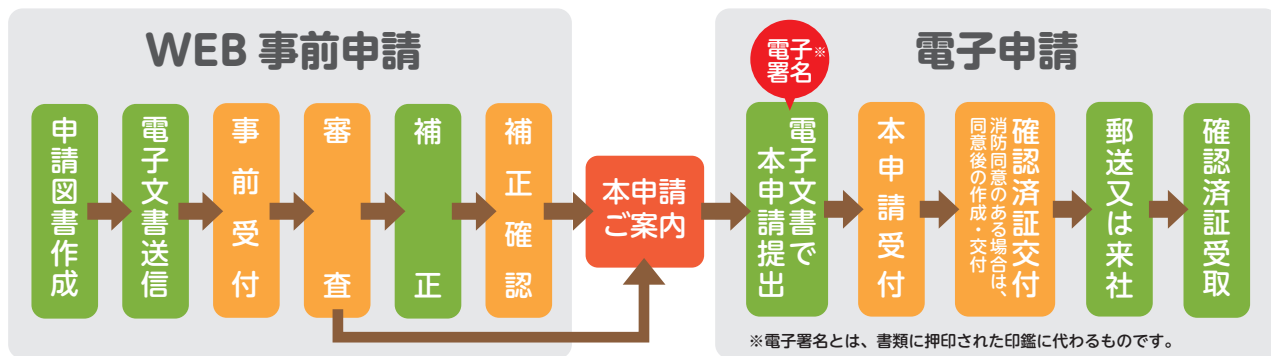 WEB 事前申請
申請図書作成
電子文書送信
事前受付
審査
補正
補正確認
本申請
ご案内
電子申請
電子※
署名
電子文書で
本申請提出
本申請受付
確認済証交付
消防同意のある場合は、
同意後の作成・交付
郵送又は来社
確認済証受取
※電子署名とは、書類に押印された印鑑に代わるものです。